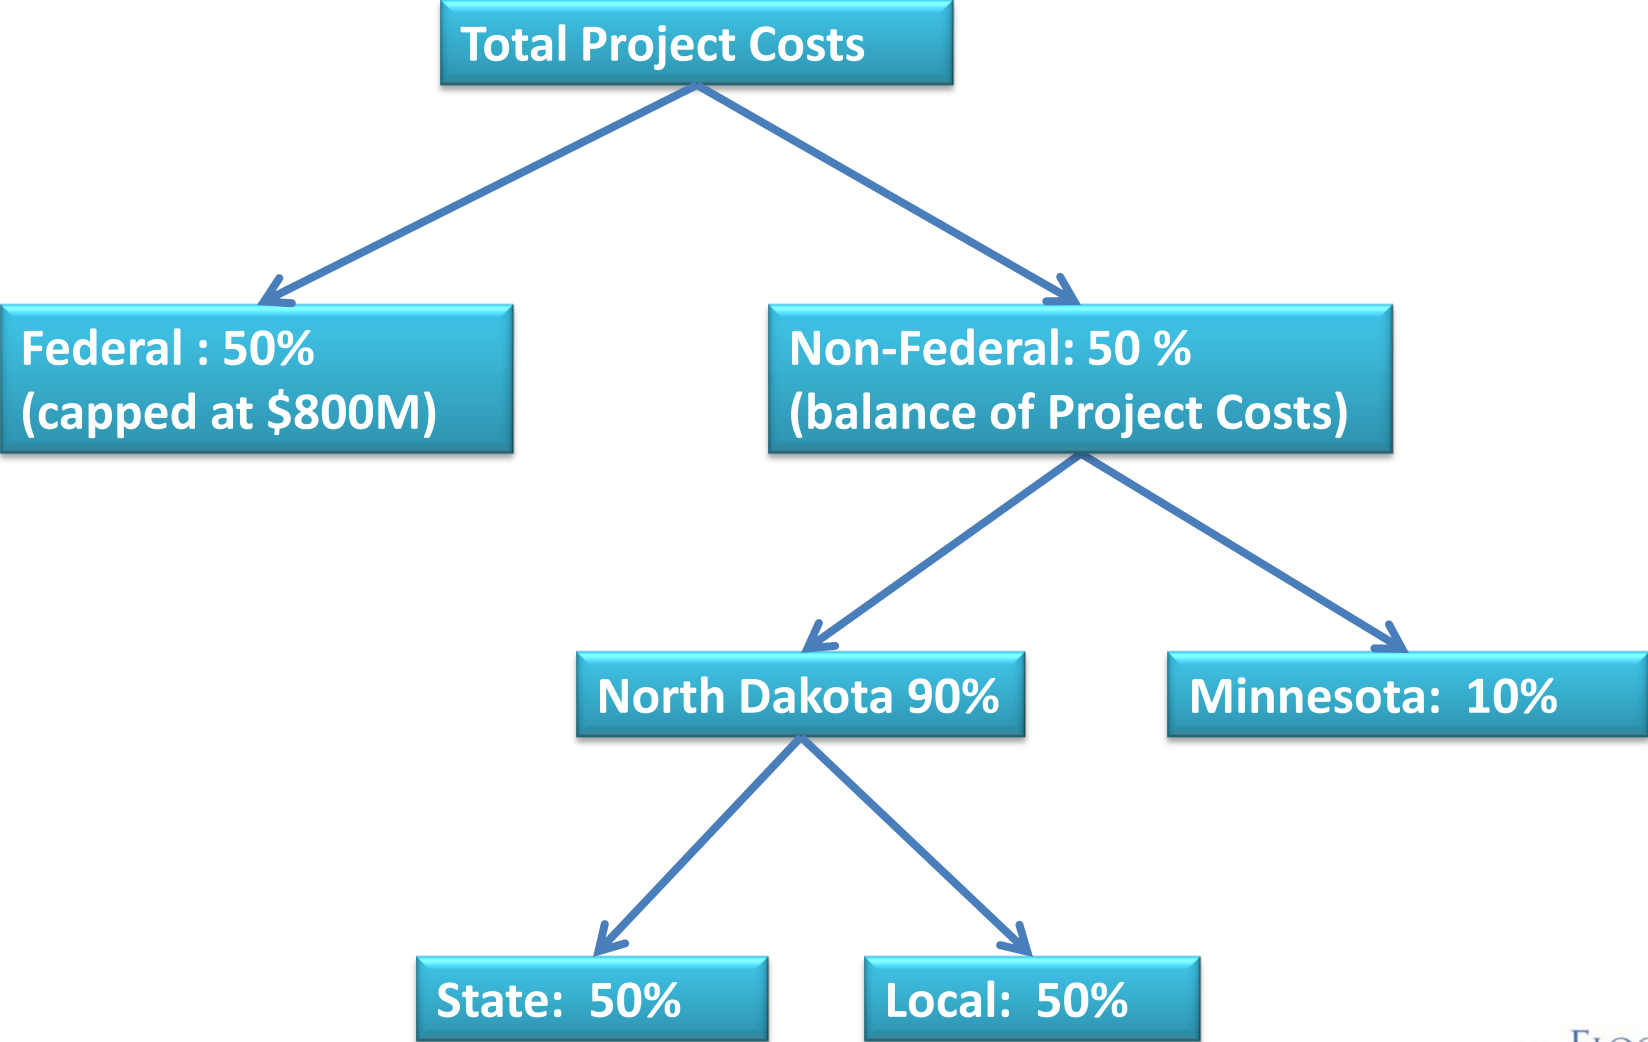 Total Project Costs
Federal : 50%
(capped at $800M)
Non-Federal: 50 %
(balance of Project Costs)
North Dakota 90%
Minnesota:  10%
State:  50%
Local:  50%